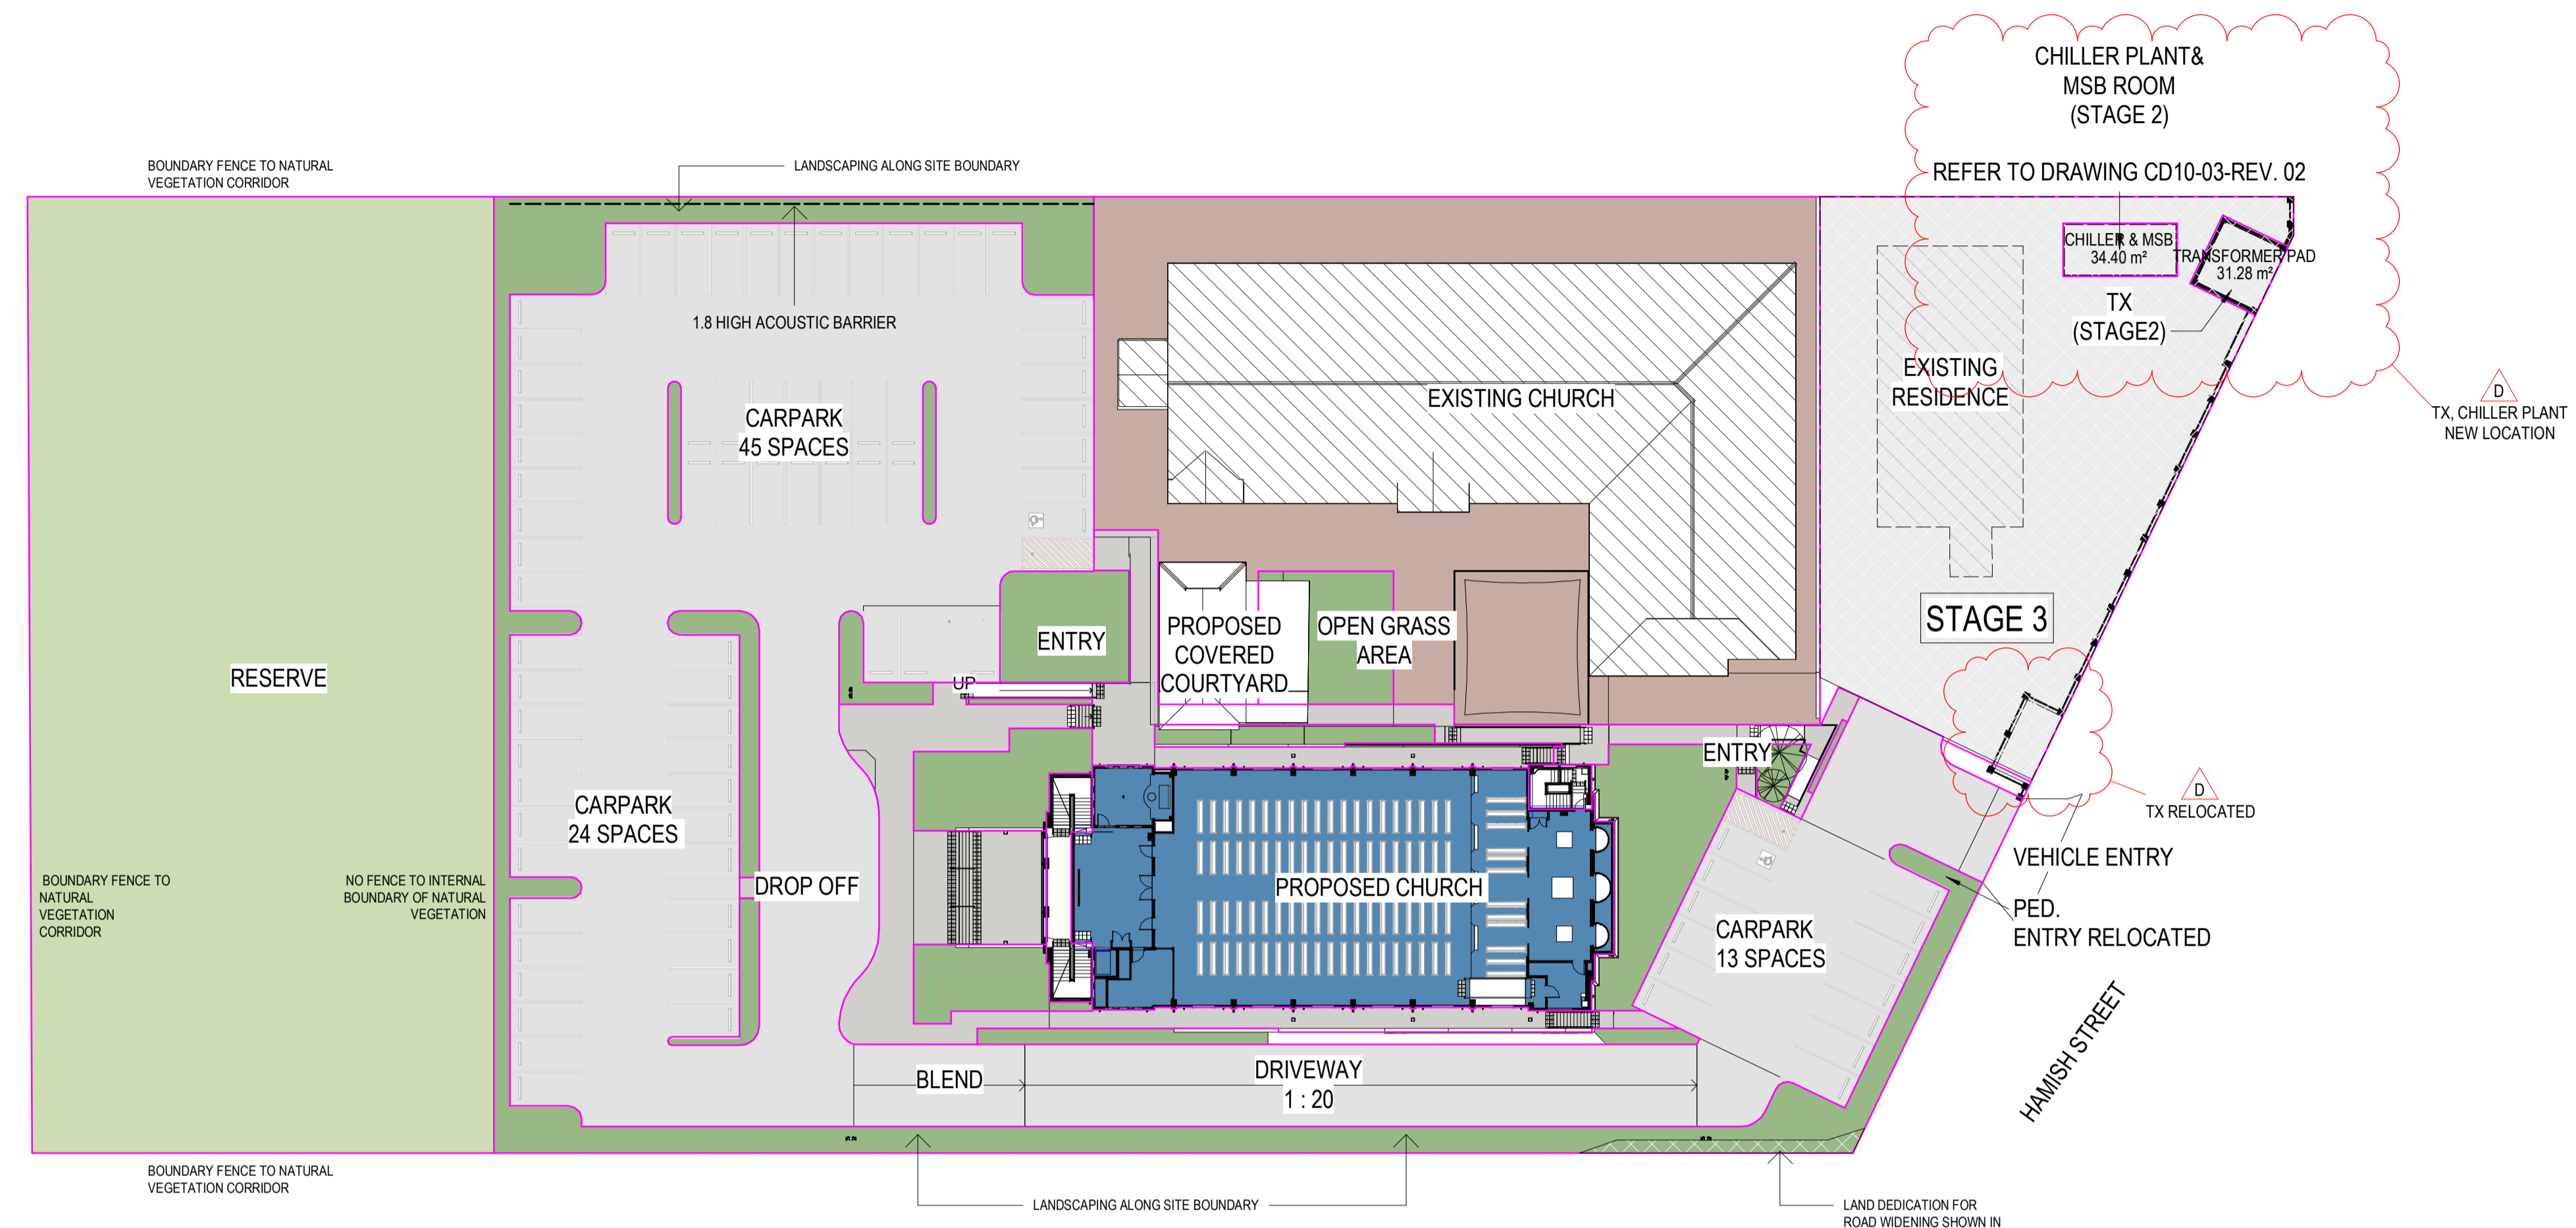 CHILLER PLANT&
MSB ROOM
(STAGE 2)
REFER TO DRAWING CD10-03-REV. 02
BOUNDARY FENCE TO NATURAL
VEGETATION CORRIDOR
LANDSCAPING ALONG SITE BOUNDARY
CHILLER & MSB
34.40 m²
TRANSFORMER PAD
31.28 m²
TX
(STAGE2)
1.8 HIGH ACOUSTIC BARRIER
EXISTING
RESIDENCE
D
TX, CHILLER PLANT
NEW LOCATION
CARPARK
45 SPACES
EXISTING CHURCH
STAGE 3
ENTRY
PROPOSED
COVERED
COURTYARD
OPEN GRASS
AREA
RESERVE
UP
ENTRY
D
TX RELOCATED
CARPARK
24 SPACES
DROP OFF
PROPOSED CHURCH
VEHICLE ENTRY
PED.
ENTRY RELOCATED
BOUNDARY FENCE TO
NATURAL
VEGETATION
CORRIDOR
NO FENCE TO INTERNAL
BOUNDARY OF NATURAL
VEGETATION
CARPARK
13 SPACES
HAMISH STREET
BLEND
DRIVEWAY
1 : 20
BOUNDARY FENCE TO NATURAL
VEGETATION CORRIDOR
LANDSCAPING ALONG SITE BOUNDARY
LAND DEDICATION FOR
ROAD WIDENING SHOWN IN